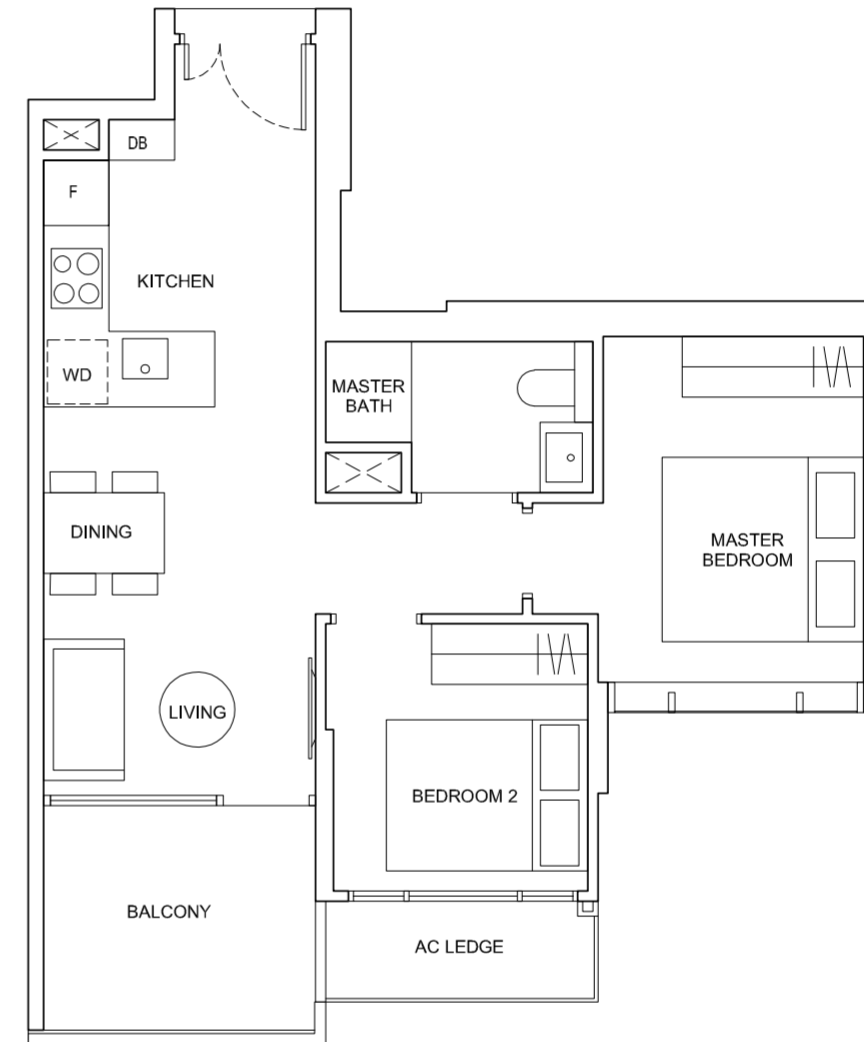 DB
F
KITCHEN
WD
MASTER
BATH
DINING
MASTER
BEDROOM
LIVING
BEDROOM 2
BALCONY
AC LEDGE